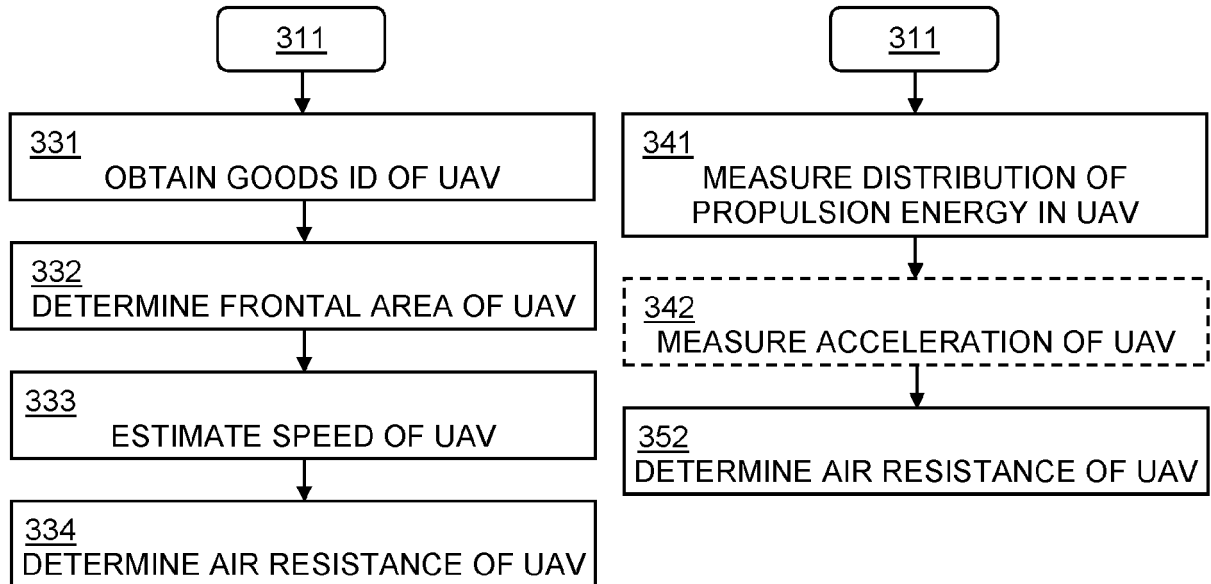 311
331
OBTAIN GOODS ID OF UAV
332
DETERMINE FRONTAL AREA OF UAV
333
ESTIMATE SPEED OF UAV
334
DETERMINE AIR RESISTANCE OF UAV
311
341
MEASURE DISTRIBUTION OF
PROPULSION ENERGY IN UAV
342
MEASURE ACCELERATION OF UAV
352
DETERMINE AIR RESISTANCE OF UAV